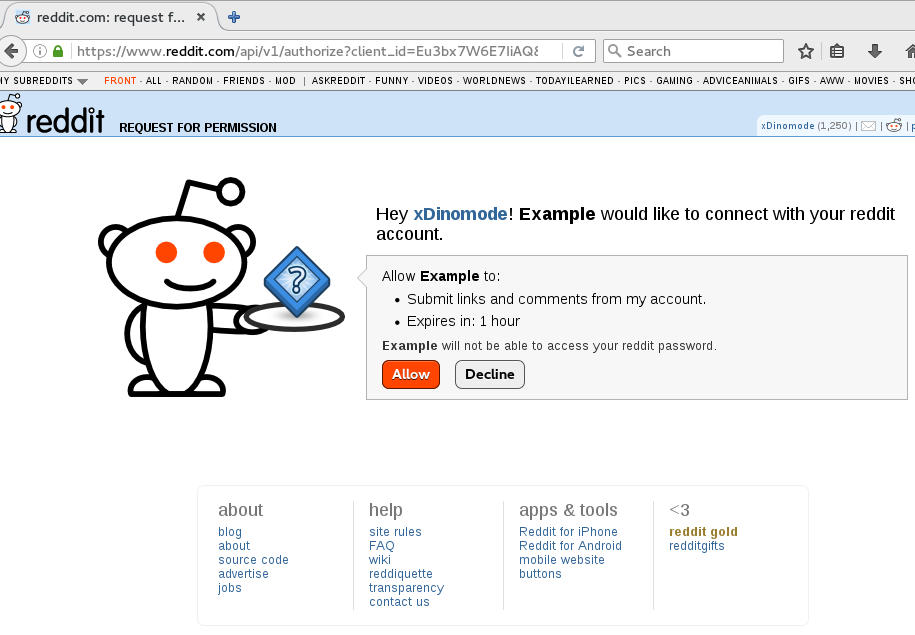 reddit.com: request f...
https://www.reddit.com/api/v1/authorize?client_id=Eu3bx7W6E7IiAQ&
Search
MY SUBREDDITS FRONT - ALL - RANDOM - FRIENDS - MOD | ASKREDDIT - FUNNY - VIDEOS - WORLDNEWS - TODAYILEARNED - PICS - GAMING - ADVICEANIMALS - GIFS - AWW - MOVIES
reddit REQUEST FOR PERMISSION
xDinomode (1,250) | | |
Hey xDinomode! Example would like to connect with your reddit
account.
?
Allow Example to:
• Submit links and comments from my account.
• Expires in: 1 hour
Example will not be able to access your reddit password.
Allow Decline
about
blog
about
source code
advertise
jobs
help
site rules
FAQ
wiki
reddiquette
transparency
contact us
apps & tools
Reddit for iPhone
Reddit for Android
mobile website
buttons
<3
reddit gold
redditgifts